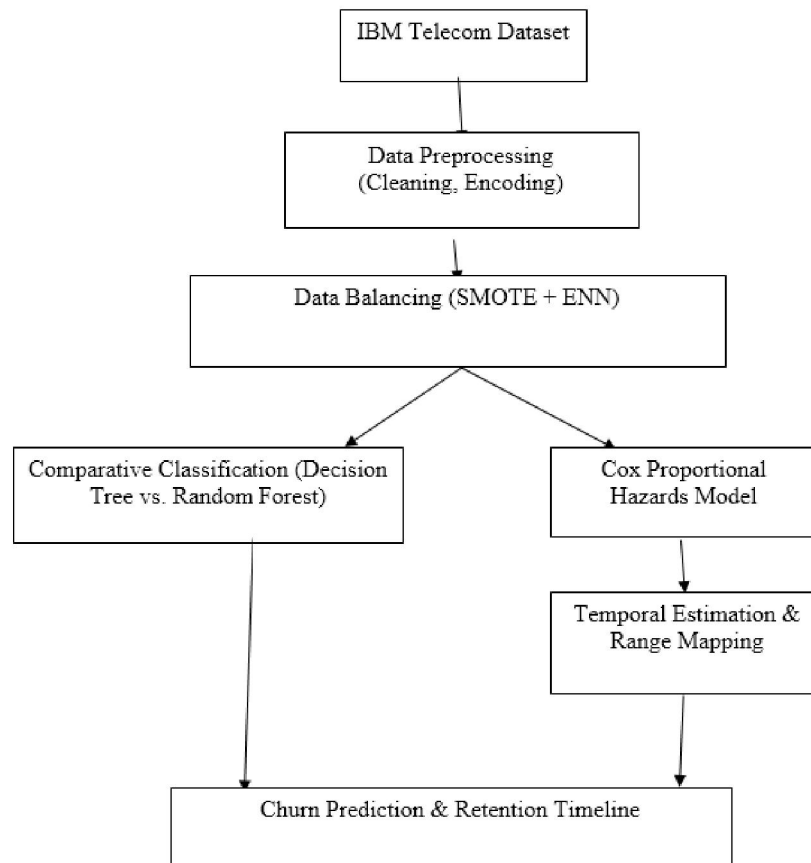 IBM Telecom Dataset
Data Preprocessing
(Cleaning, Encoding)
Data Balancing (SMOTE + ENN)
Comparative Classification (Decision
Tree vs. Random Forest)
Cox Proportional
Hazards Model
Temporal Estimation &
Range Mapping
Churn Prediction & Retention Timeline